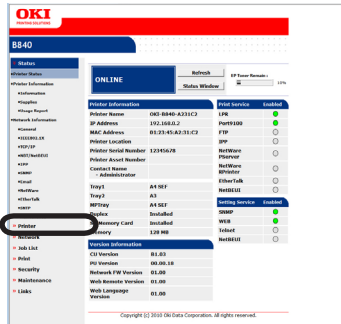 OKI
PRINTING SOLUTIONS
B840
Status
Printer Status
Printer Information
Information
Supplies
Usage Report
Network Information
General
IEEE802.1X
TCP/IP
NBT/NetBEUI
IPP
SNMP
Email
NetWare
EtherTalk
SNTP
Printer
Network
Job List
Print
Security
Maintenance
Links
ONLINE
Refresh
Status Window
EP Toner Remain :
Printer Information
Printer Name OKI-B840-A231C2
IP Address 192.168.0.2
MAC Address 01:23:45:A2:31:C2
Printer Location
Printer Serial Number 12345678
Printer Asset Number
Contact Name
- Administrator
Tray1 A4 SEF
Tray2 A3
MPTray A4 SEF
Duplex Installed
SD Memory Card Installed
Memory 128 MB
Version Information
CU Version B1.03
PU Version 00.00.18
Network FW Version 01.00
Web Remote Version 01.00
Web Language
Version 01.00
Print Service Enabled
LPR
Port9100
FTP
IPP
NetWare
PServer
NetWare
RPrinter
EtherTalk
NetBEUI
Setting Service Enabled
SNMP
WEB
Telnet
NetBEUI
Copyright (c) 2010 Oki Data Corporation. All rights reserved.